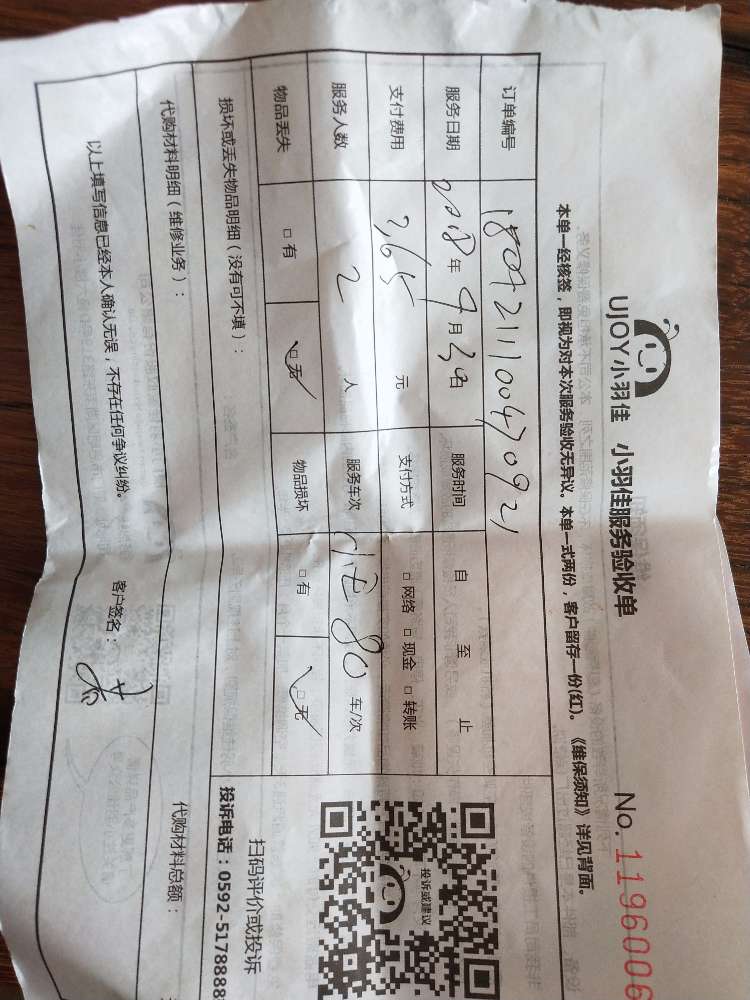 UJOY小羽佳 小羽佳服务验收单 No. 1196006
本单一经核签，即视为对本次服务验收无异议。本单一式两份，客户留存一份(红)。《维保须知》详见背面。
订单编号
服务日期 2018年9月 服务时间 自 至 止
支付费用 元 支付方式 □网络 □现金 □转账
服务人数 2 人 服务车次 80 车/次
物品丢失 □有 □无 物品损坏 □有 □无
损坏或丢失物品明细（没有可不填）：
代购材料明细（维修业务）： 代购材料总额：
以上填写信息已经本人确认无误，不存在任何争议纠纷。 客户签名：
投诉或建议
扫码评价或投诉
投诉电话：0592-5178888